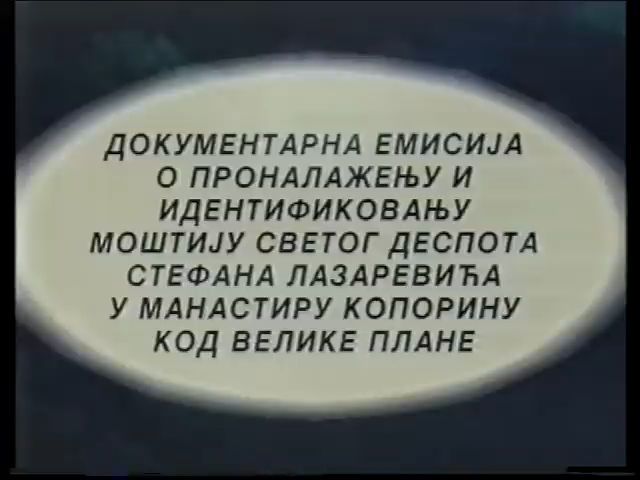 ДОКУМЕНТАРНА ЕМИСИЈА
О ПРОНАЛАЖЕЊУ И
ИДЕНТИФИКОВАЊУ
МОШТИЈУ СВЕТОГ ДЕСПОТА
СТЕФАНА ЛАЗАРЕВИЋА
У МАНАСТИРУ КОПОРИНУ
КОД ВЕЛИКЕ ПЛАНЕ